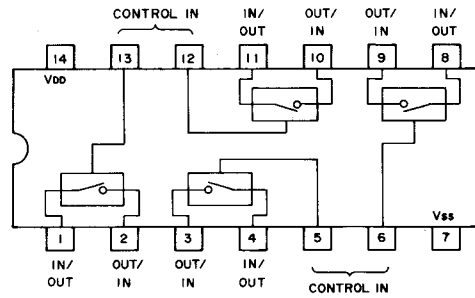 CONTROL IN
IN/ OUT/ OUT/ IN/
OUT IN IN OUT
14 13 12 11 10 9 8
VDD
VSS
1 2 3 4 5 6 7
IN/ OUT/ OUT/ IN/
OUT IN IN OUT
CONTROL IN